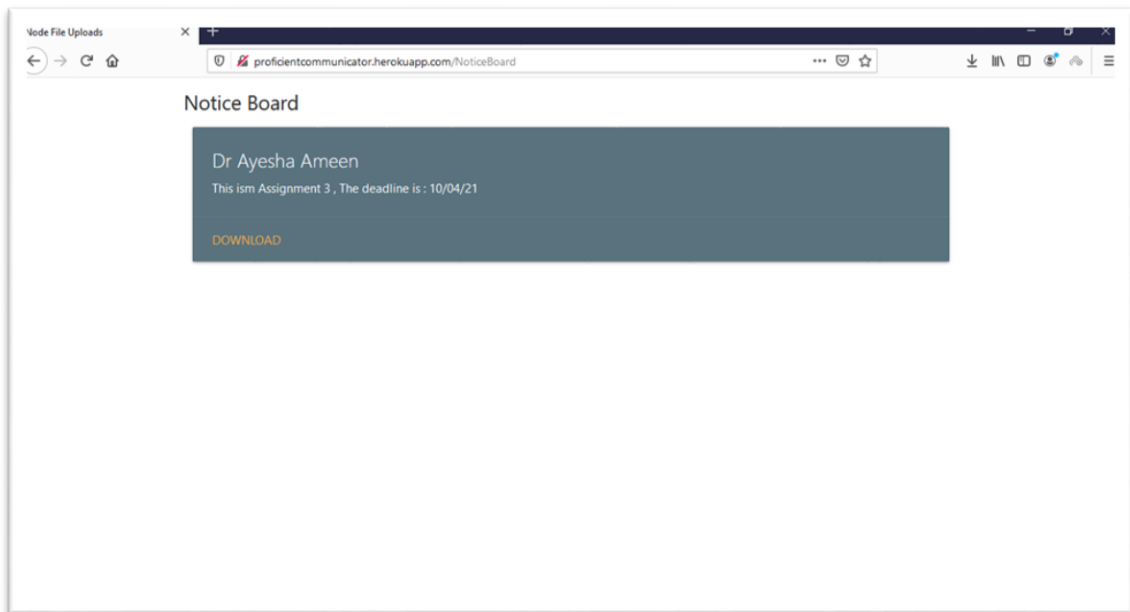 Node File Uploads
proficientcommunicator.herokuapp.com/NoticeBoard
Notice Board
Dr Ayesha Ameen
This ism Assignment 3 , The deadline is : 10/04/21
DOWNLOAD